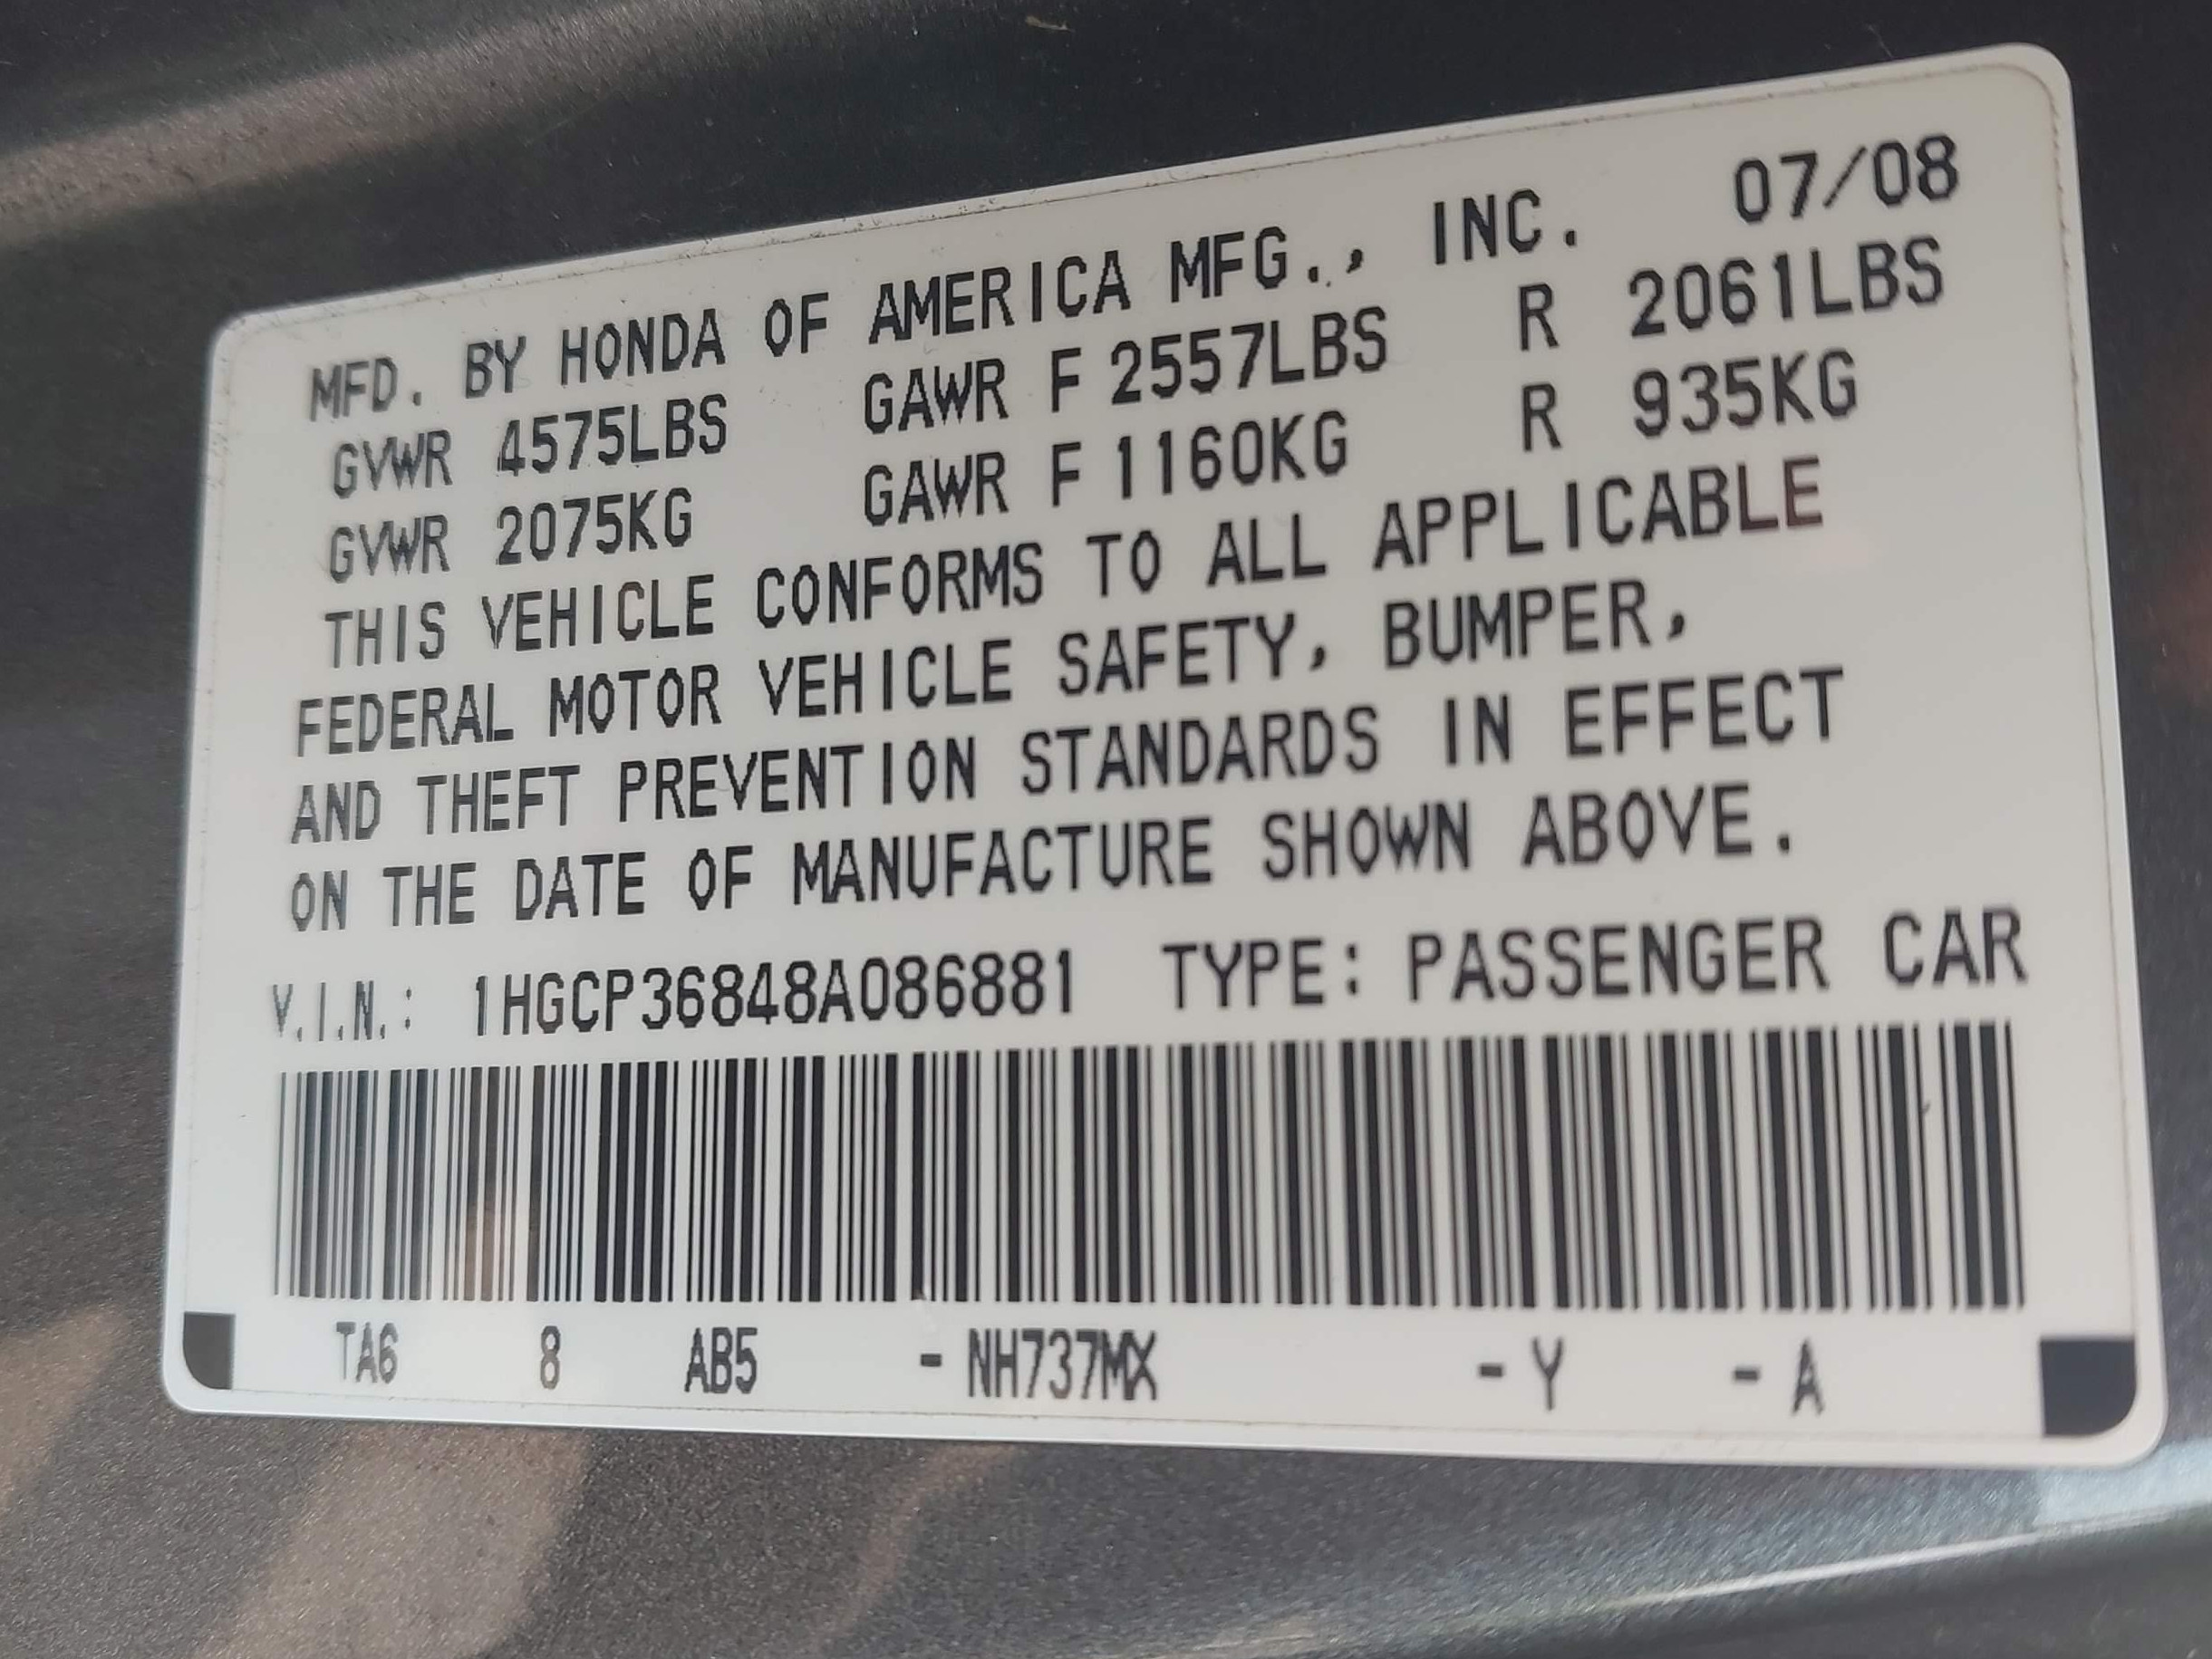 MFD. BY HONDA OF AMERICA MFG., INC. 07/08
GVWR 4575LBS GAWR F 2557LBS R 2061LBS
GVWR 2075KG GAWR F 1160KG R 935KG
THIS VEHICLE CONFORMS TO ALL APPLICABLE
FEDERAL MOTOR VEHICLE SAFETY, BUMPER,
AND THEFT PREVENTION STANDARDS IN EFFECT
ON THE DATE OF MANUFACTURE SHOWN ABOVE.
V.I.N.: 1HGCP36848A086881 TYPE: PASSENGER CAR
TA6 8 AB5 - NH737MX - Y - A